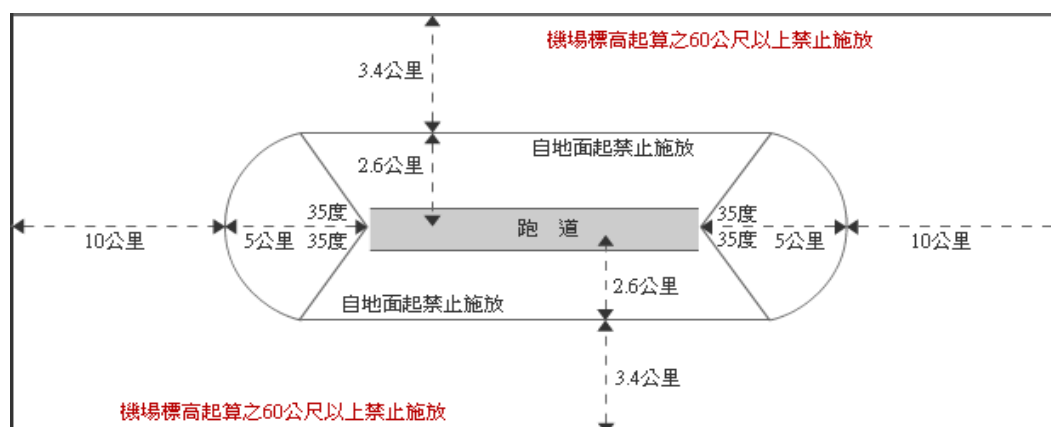 機場標高起算之60公尺以上禁止施放
3.4公里
自地面起禁止施放
2.6公里
35度
35度
跑 道
10公里
5公里
35度
35度
5公里
10公里
2.6公里
自地面起禁止施放
3.4公里
機場標高起算之60公尺以上禁止施放